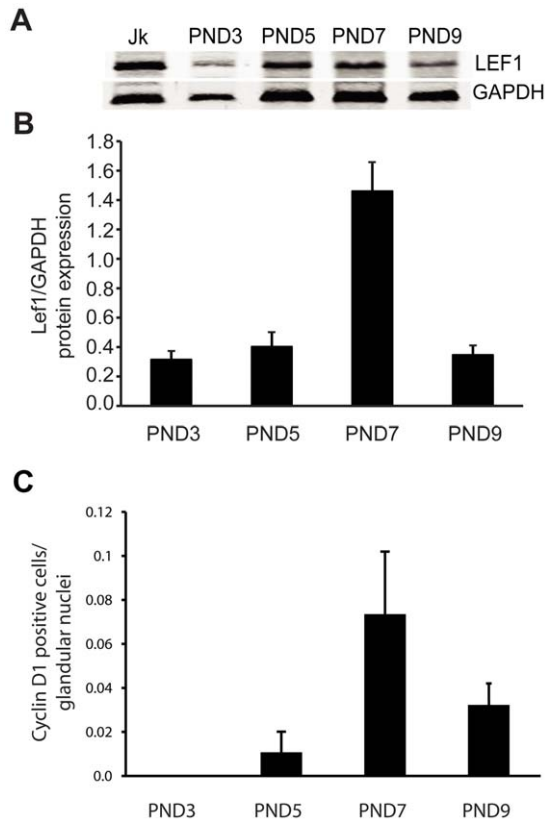 A
Jk PND3 PND5 PND7 PND9
LEF1
GAPDH
B
Lef1/GAPDH
protein expression
1.8
1.6
1.4
1.2
1.0
0.8
0.6
0.4
0.2
0.0
PND3 PND5 PND7 PND9
C
Cyclin D1 positive cells/
glandular nuclei
0.12
0.1
0.08
0.06
0.04
0.02
0.0
PND3 PND5 PND7 PND9